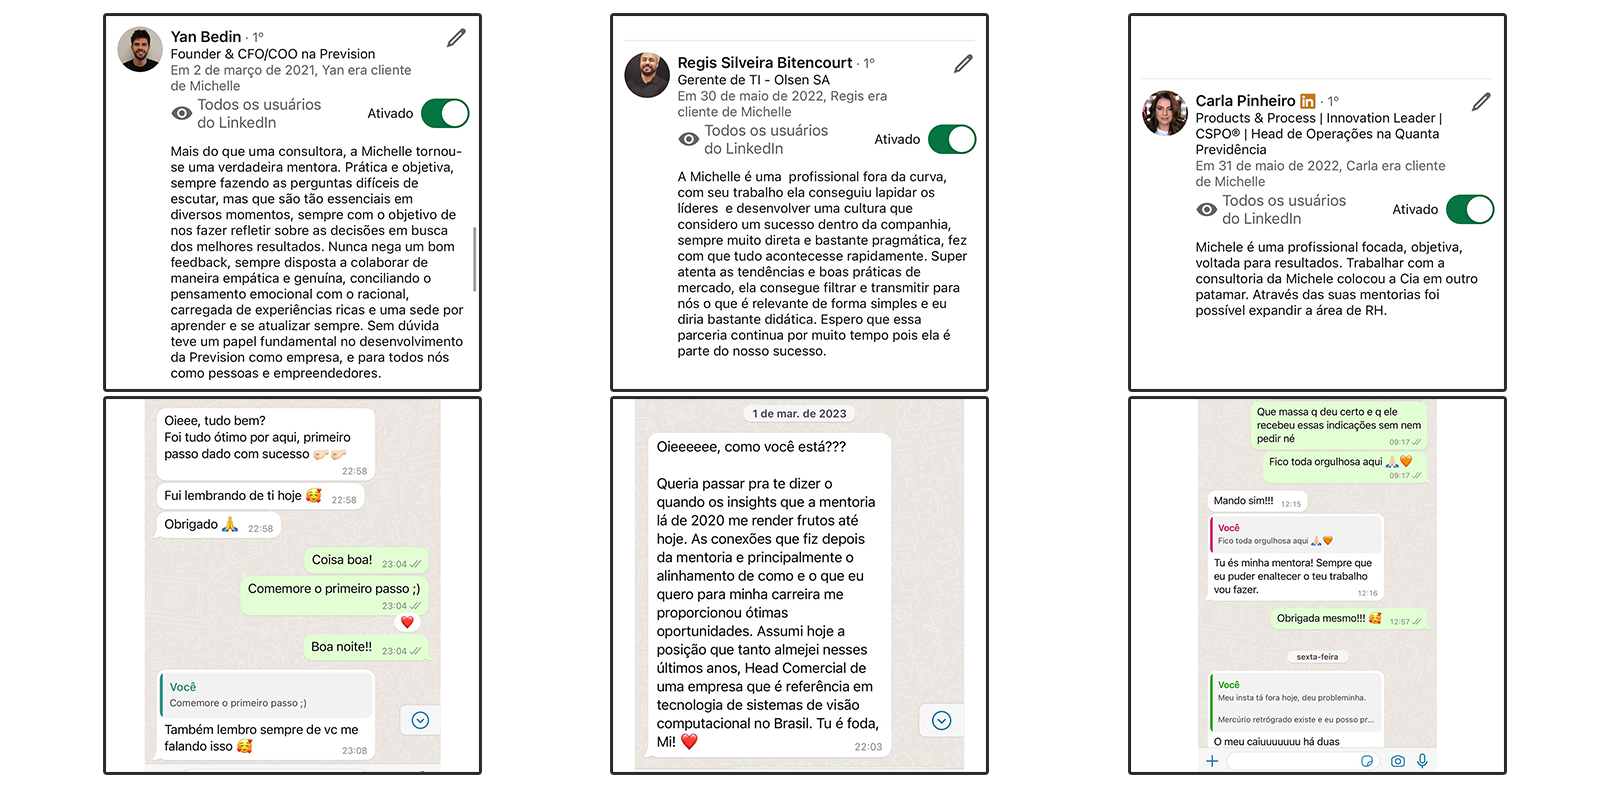 Yan Bedin · 1º
Founder & CFO/COO na Prevision
Em 2 de março de 2021, Yan era cliente
de Michelle
Todos os usuários
do LinkedIn
Ativado
Mais do que uma consultora, a Michelle tornou-
se uma verdadeira mentora. Prática e objetiva,
sempre fazendo as perguntas difíceis de
escutar, mas que são tão essenciais em
diversos momentos, sempre com o objetivo de
nos fazer refletir sobre as decisões em busca
dos melhores resultados. Nunca nega um bom
feedback, sempre disposta a colaborar de
maneira empática e genuína, conciliando o
pensamento emocional com o racional,
carregada de experiências ricas e uma sede por
aprender e se atualizar sempre. Sem dúvida
teve um papel fundamental no desenvolvimento
da Prevision como empresa, e para todos nós
como pessoas e empreendedores.
Regis Silveira Bitencourt · 1º
Gerente de TI - Olsen SA
Em 30 de maio de 2022, Regis era
cliente de Michelle
Todos os usuários
do LinkedIn
Ativado
A Michelle é uma profissional fora da curva,
com seu trabalho ela conseguiu lapidar os
líderes e desenvolver uma cultura que
considero um sucesso dentro da companhia,
sempre muito direta e bastante pragmática, fez
com que tudo acontecesse rapidamente. Super
atenta as tendências e boas práticas de
mercado, ela consegue filtrar e transmitir para
nós o que é relevante de forma simples e eu
diria bastante didática. Espero que essa
parceria continua por muito tempo pois ela é
parte do nosso sucesso.
Carla Pinheiro in · 1º
Products & Process | Innovation Leader |
CSPO® | Head de Operações na Quanta
Previdência
Em 31 de maio de 2022, Carla era cliente
de Michelle
Todos os usuários
do LinkedIn
Ativado
Michele é uma profissional focada, objetiva,
voltada para resultados. Trabalhar com a
consultoria da Michele colocou a Cia em outro
patamar. Através das suas mentorias foi
possível expandir a área de RH.
Oieee, tudo bem?
Foi tudo ótimo por aqui, primeiro
passo dado com sucesso 🤛🏻🤛🏻
22:58
Fui lembrando de ti hoje 🥰 22:58
Obrigado 🙏 22:58
Coisa boa! 23:04
Comemore o primeiro passo ;)
23:04
❤️
Boa noite!! 23:04
Você
Comemore o primeiro passo ;)
Também lembro sempre de vc me
falando isso 🥰 23:08
1 de mar. de 2023
Oieeeeee, como você está???
Queria passar pra te dizer o
quando os insights que a mentoria
lá de 2020 me render frutos até
hoje. As conexões que fiz depois
da mentoria e principalmente o
alinhamento de como e o que eu
quero para minha carreira me
proporcionou ótimas
oportunidades. Assumi hoje a
posição que tanto almejei nesses
últimos anos, Head Comercial de
uma empresa que é referência em
tecnologia de sistemas de visão
computacional no Brasil. Tu é foda,
Mi! ❤️ 22:03
Que massa q deu certo e q ele
recebeu essas indicações sem nem
pedir né 09:17
Fico toda orgulhosa aqui 🙏🏻🧡
09:17
Mando sim!!! 12:15
Você
Fico toda orgulhosa aqui 🙏🏻🧡
Tu és minha mentora! Sempre que
eu puder enaltecer o teu trabalho
vou fazer. 12:16
Obrigada mesmo!!! 🥰 12:57
sexta-feira
Você
Meu insta tá fora hoje, deu probleminha.
Mercúrio retrógrado existe e eu posso pr...
O meu caiuuuuuuu há duas